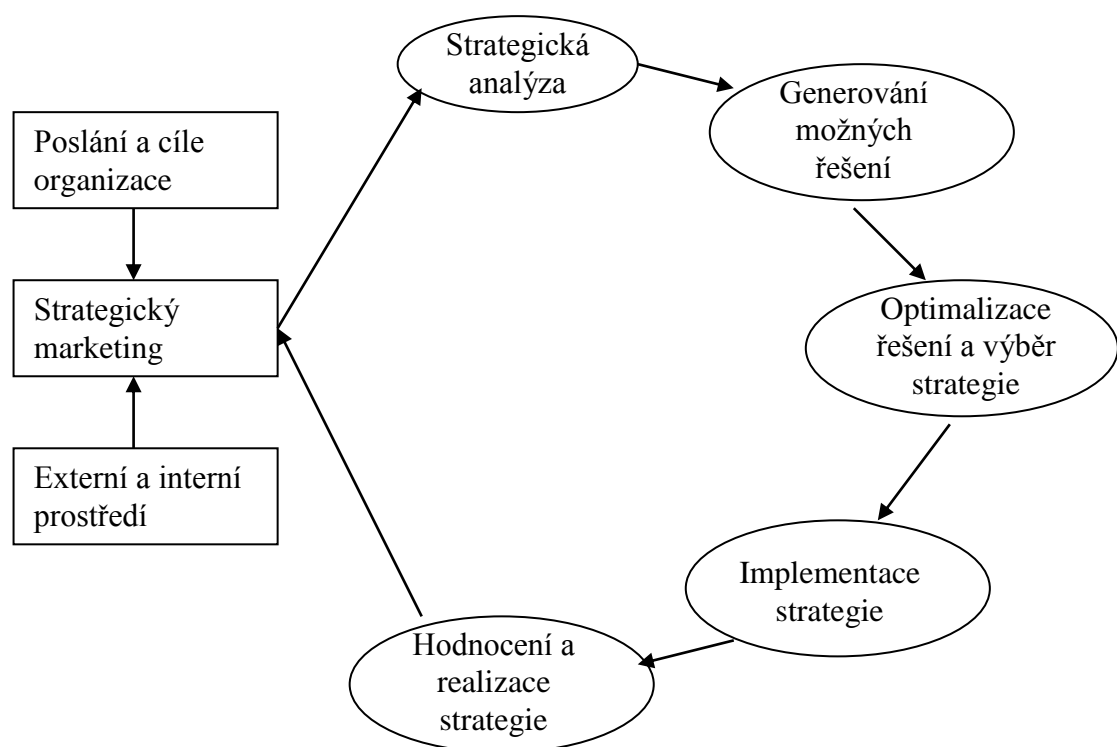 Strategická
analýza
Generování
možných
řešení
Poslání a cíle
organizace
Strategický
marketing
Optimalizace
řešení a výběr
strategie
Externí a interní
prostředí
Implementace
strategie
Hodnocení a
realizace
strategie